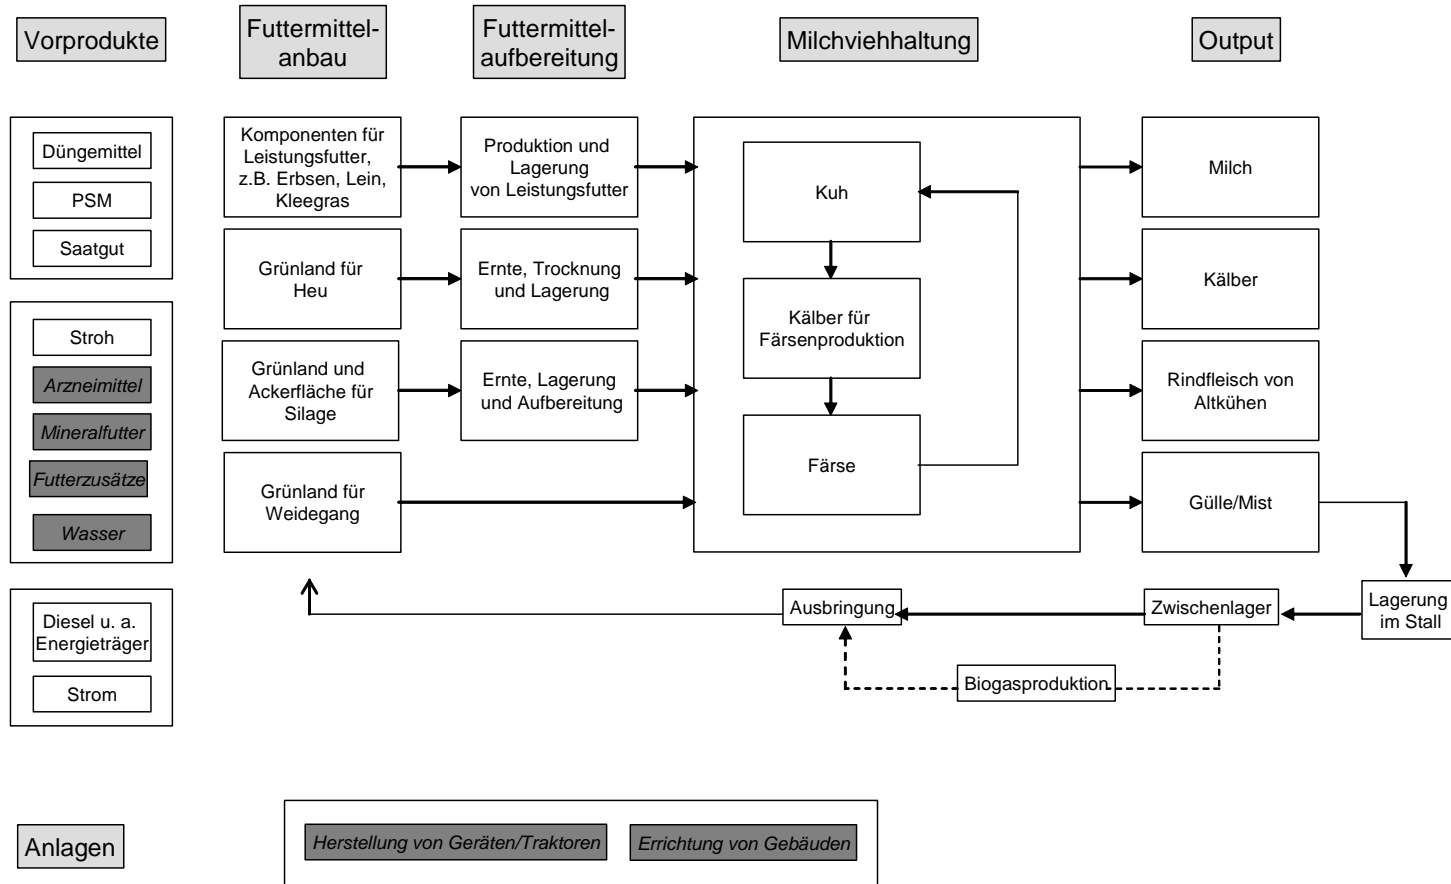 Vorprodukte
Futtermittel-
anbau
Futtermittel-
aufbereitung
Milchviehhaltung
Output
Düngemittel
PSM
Saatgut
Stroh
Arzneimittel
Mineralfutter
Futterzusätze
Wasser
Diesel u. a.
Energieträger
Strom
Komponenten für
Leistungsfutter,
z.B. Erbsen, Lein,
Kleegras
Grünland für
Heu
Grünland und
Ackerfläche für
Silage
Grünland für
Weidegang
Produktion und
Lagerung
von Leistungsfutter
Ernte, Trocknung
und Lagerung
Ernte, Lagerung
und Aufbereitung
Kuh
Kälber für
Färsenproduktion
Färse
Milch
Kälber
Rindfleisch von
Altkühen
Gülle/Mist
Lagerung
im Stall
Zwischenlager
Ausbringung
Biogasproduktion
Anlagen
Herstellung von Geräten/Traktoren
Errichtung von Gebäuden